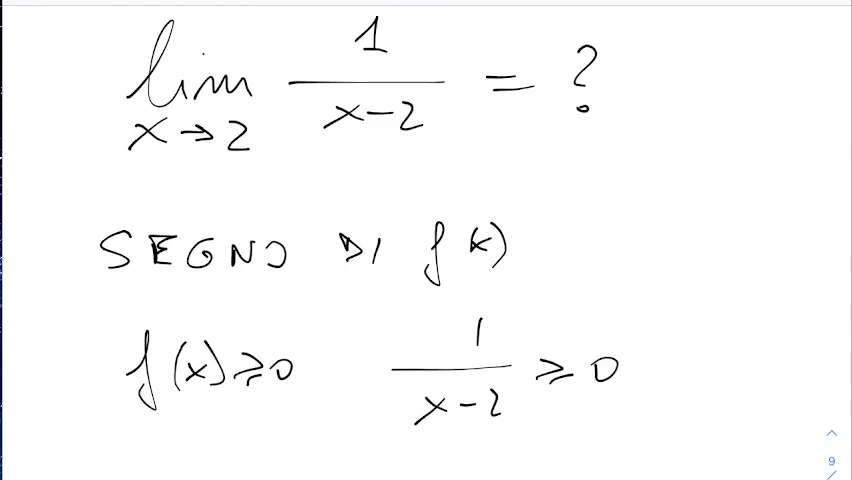 lim 1/(x-2) = ?
x→2
SEGNO DI f(x)
f(x)≥0 1/(x-2) ≥ 0
9